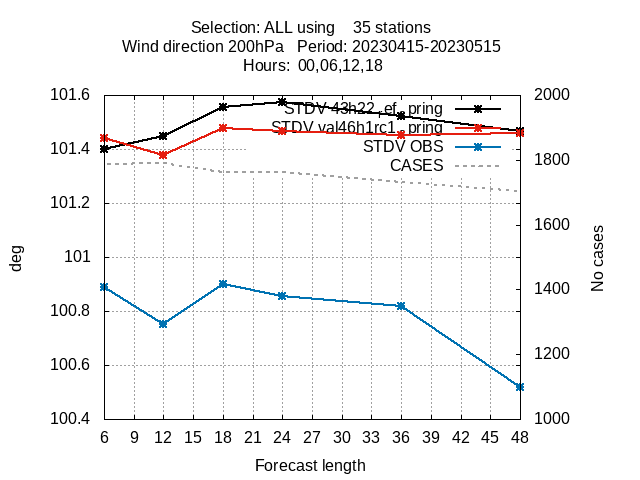 Selection: ALL using 35 stations
Wind direction 200hPa Period: 20230415-20230515
Hours: 00,06,12,18
101.6
101.4
101.2
101
100.8
100.6
100.4
2000
1800
1600
1400
1200
1000
STDV 43h22_ef_pring
STDV val46h1rc1_pring
STDV OBS
CASES
deg
No cases
6 9 12 15 18 21 24 27 30 33 36 39 42 45 48
Forecast length